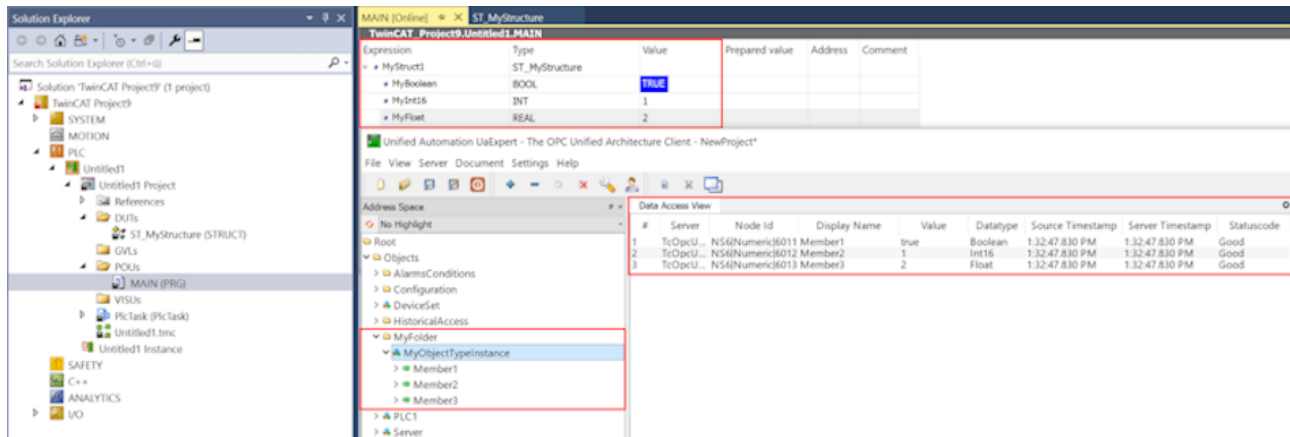 Solution Explorer
Search Solution Explorer (Ctrl+ü)
Solution 'TwinCAT Project9' (1 project)
TwinCAT Project9
SYSTEM
MOTION
PLC
Untitled1
Untitled1 Project
References
DUTs
ST_MyStructure (STRUCT)
GVLs
POUs
MAIN (PRG)
VISUs
PlcTask (PlcTask)
Untitled1.tmc
Untitled1 Instance
SAFETY
C++
ANALYTICS
I/O
MAIN [Online] ST_MyStructure
TwinCAT_Project9.Untitled1.MAIN
Expression Type Value Prepared value Address Comment
MyStruct1 ST_MyStructure
MyBoolean BOOL TRUE
MyInt16 INT 1
MyFloat REAL 2
Unified Automation UaExpert - The OPC Unified Architecture Client - NewProject*
File View Server Document Settings Help
Address Space
No Highlight
Root
Objects
AlarmsConditions
Configuration
DeviceSet
HistoricalAccess
MyFolder
MyObjectTypeInstance
Member1
Member2
Member3
PLC1
Server
Data Access View
# Server Node Id Display Name Value Datatype Source Timestamp Server Timestamp Statuscode
1 TcOpcU... NS6|Numeric|6011 Member1 true Boolean 1:32:47.830 PM 1:32:47.830 PM Good
2 TcOpcU... NS6|Numeric|6012 Member2 1 Int16 1:32:47.830 PM 1:32:47.830 PM Good
3 TcOpcU... NS6|Numeric|6013 Member3 2 Float 1:32:47.830 PM 1:32:47.830 PM Good